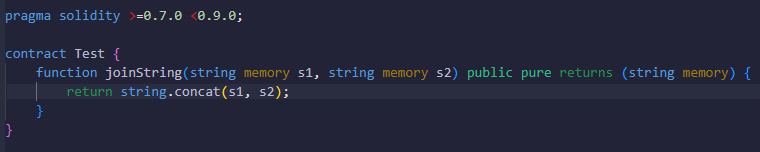 pragma solidity >=0.7.0 <0.9.0;
contract Test {
function joinString(string memory s1, string memory s2) public pure returns (string memory) {
return string.concat(s1, s2);
}
}